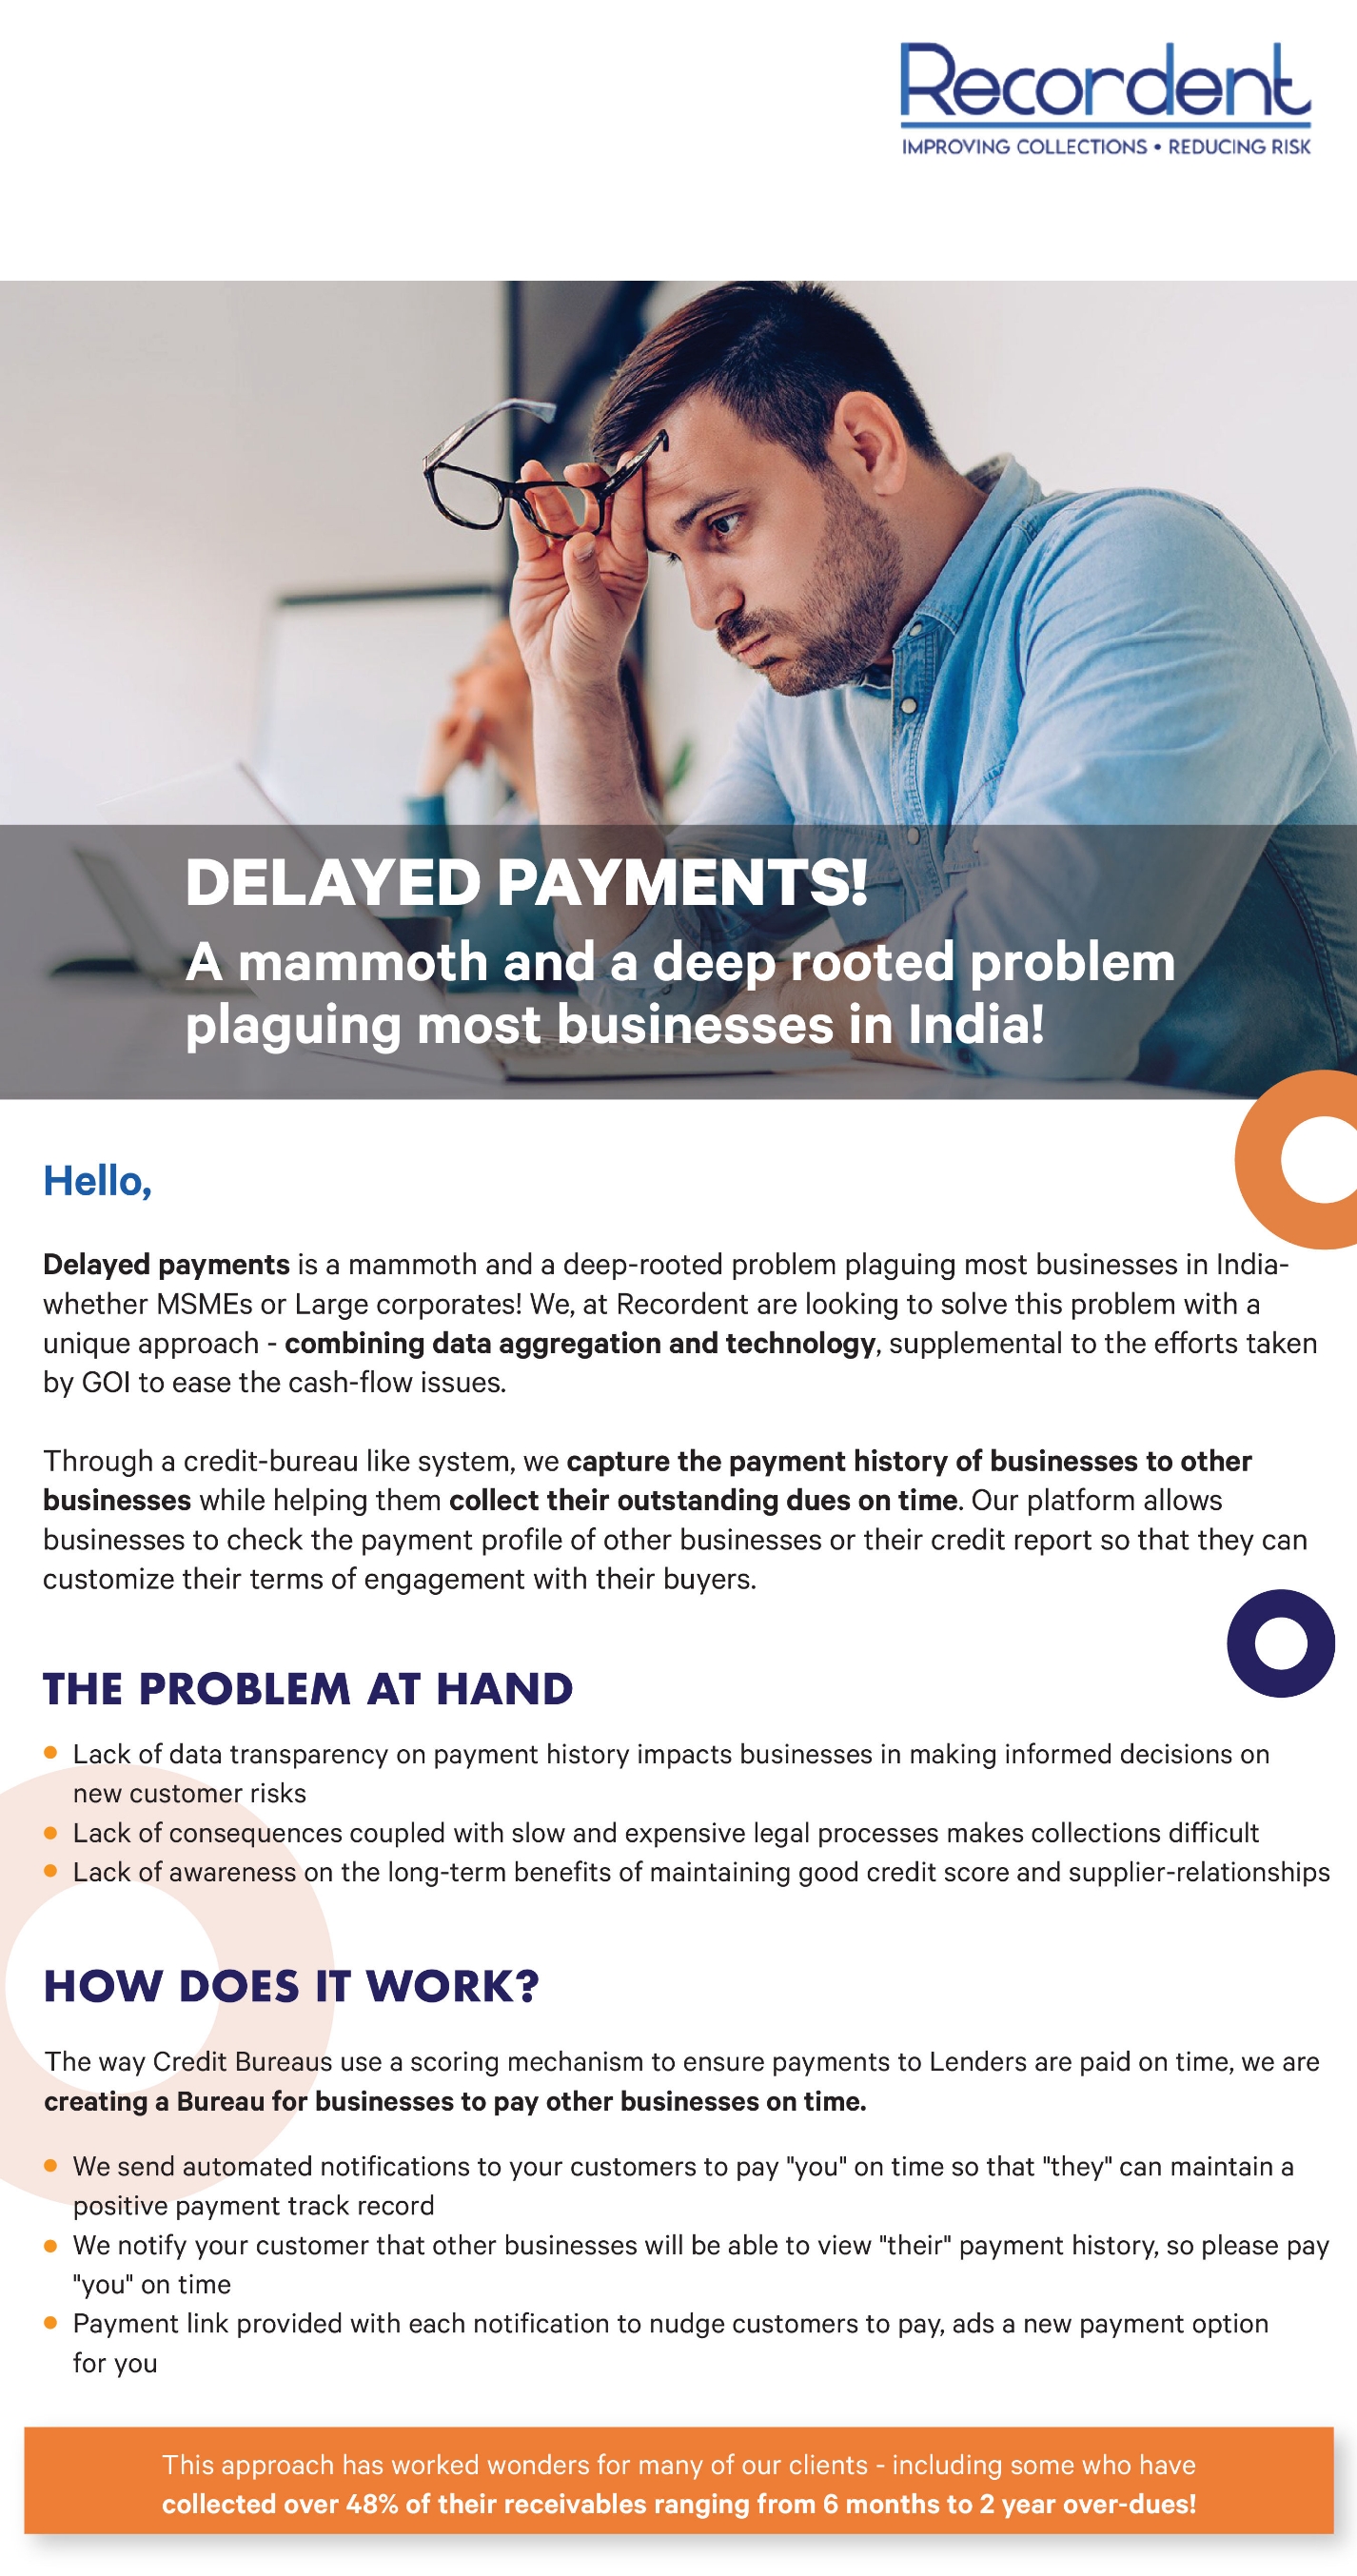 Recordent
IMPROVING COLLECTIONS • REDUCING RISK
DELAYED PAYMENTS!
A mammoth and a deep rooted problem
plaguing most businesses in India!
Hello,
Delayed payments is a mammoth and a deep-rooted problem plaguing most businesses in India-
whether MSMEs or Large corporates! We, at Recordent are looking to solve this problem with a
unique approach - combining data aggregation and technology, supplemental to the efforts taken
by GOI to ease the cash-flow issues.
Through a credit-bureau like system, we capture the payment history of businesses to other
businesses while helping them collect their outstanding dues on time. Our platform allows
businesses to check the payment profile of other businesses or their credit report so that they can
customize their terms of engagement with their buyers.
THE PROBLEM AT HAND
• Lack of data transparency on payment history impacts businesses in making informed decisions on
new customer risks
• Lack of consequences coupled with slow and expensive legal processes makes collections difficult
• Lack of awareness on the long-term benefits of maintaining good credit score and supplier-relationships
HOW DOES IT WORK?
The way Credit Bureaus use a scoring mechanism to ensure payments to Lenders are paid on time, we are
creating a Bureau for businesses to pay other businesses on time.
• We send automated notifications to your customers to pay "you" on time so that "they" can maintain a
positive payment track record
• We notify your customer that other businesses will be able to view "their" payment history, so please pay
"you" on time
• Payment link provided with each notification to nudge customers to pay, ads a new payment option
for you
This approach has worked wonders for many of our clients - including some who have
collected over 48% of their receivables ranging from 6 months to 2 year over-dues!